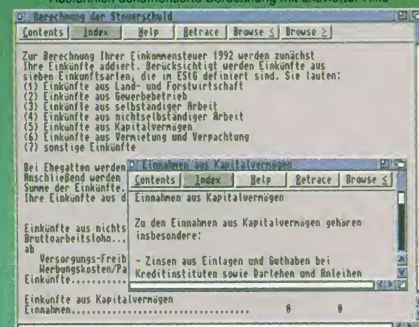 Berechnung der Steuerschuld
Contents Index Help Retrace Browse < Browse >
Zur Berechnung Ihrer Einkommensteuer 1992 werden zunächst
Ihre Einkünfte addiert. Berücksichtigt werden Einkünfte aus
sieben Einkunftsarten, die im EStG definiert sind. Sie lauten:
(1) Einkünfte aus Land- und Forstwirtschaft
(2) Einkünfte aus Gewerbebetrieb
(3) Einkünfte aus selbständiger Arbeit
(4) Einkünfte aus nichtselbständiger Arbeit
(5) Einkünfte aus Kapitalvermögen
(6) Einkünfte aus Vermietung und Verpachtung
(7) sonstige Einkünfte
Bei Ehegatten werden
Anschließend werden
Summe der Einkünfte.
Ihre Einkünfte aus d
Einkünfte aus nichts
Bruttoarbeitslohn...
ab
Versorgungs-Freib
Werbungskosten/Pa
Einkünfte..........
Einnahmen aus Kapitalvermögen
Contents Index Help Retrace Browse <
Einnahmen aus Kapitalvermögen
Zu den Einnahmen aus Kapitalvermögen gehören
insbesondere:
- Zinsen aus Einlagen und Guthaben bei
Kreditinstituten sowie Darlehen und Anleihen
Einkünfte aus Kapitalvermögen
Einnahmen.................................. 0 0